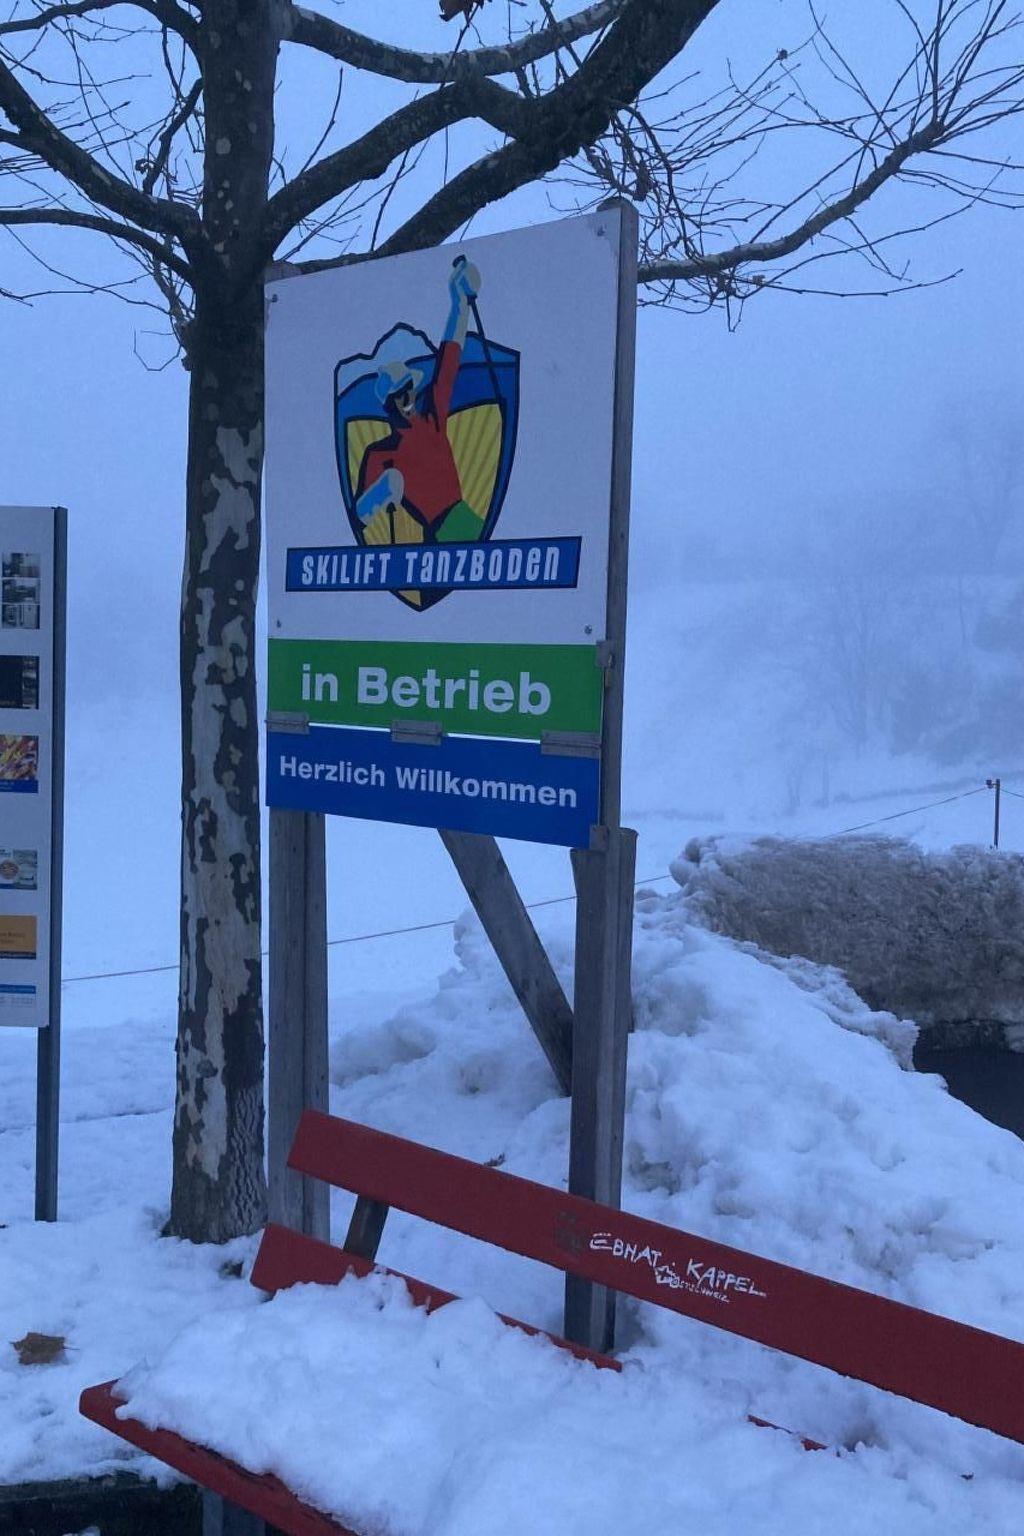 SKILIFT TANZBODEN
in Betrieb
Herzlich Willkommen
EBNAT - KAPPEL